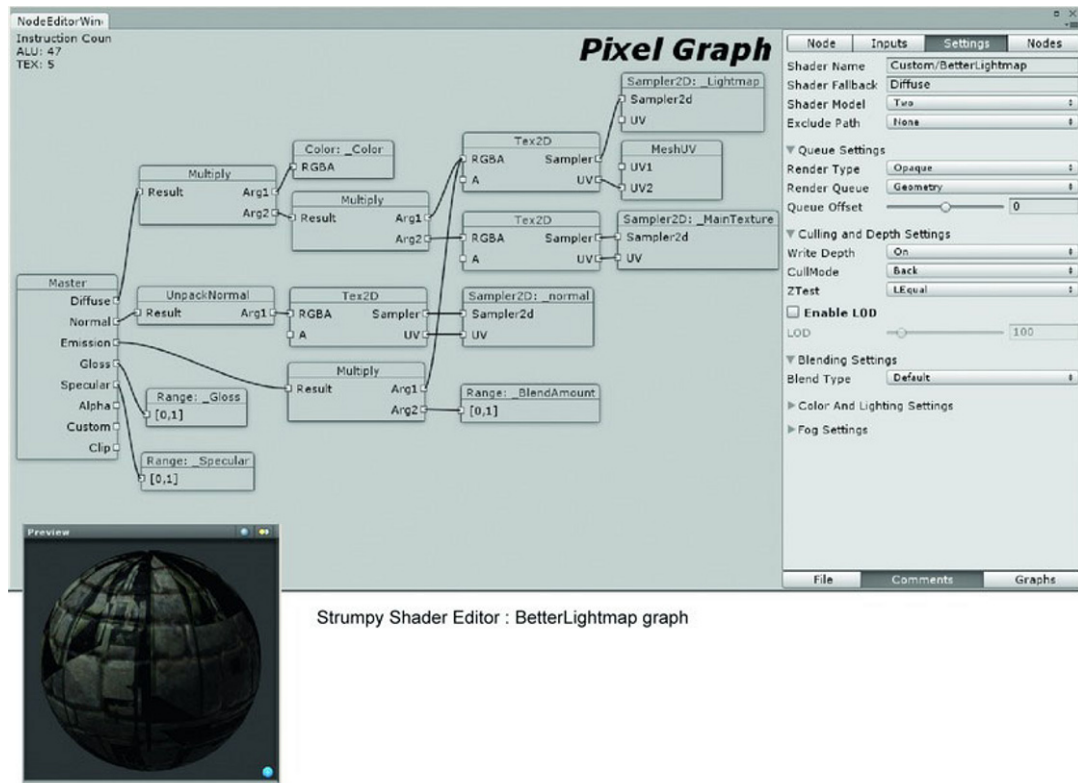 NodeEditorWin
Instruction Coun
ALU: 47
TEX: 5
Pixel Graph
Sampler2D: _Lightmap
Sampler2d
UV
Color: _Color
RGBA
Tex2D
RGBA Sampler
A UV
MeshUV
UV1
UV2
Multiply
Result Arg1
Arg2
Multiply
Result Arg1
Arg2
Tex2D
RGBA Sampler
A UV
Sampler2D: _MainTexture
Sampler2d
UV
Master
Diffuse
Normal
Emission
Gloss
Specular
Alpha
Custom
Clip
UnpackNormal
Result Arg1
Tex2D
RGBA Sampler
A UV
Sampler2D: _normal
Sampler2d
UV
Multiply
Result Arg1
Arg2
Range: _BlendAmount
[0,1]
Range: _Gloss
[0,1]
Range: _Specular
[0,1]
Node Inputs Settings Nodes
Shader Name Custom/BetterLightmap
Shader Fallback Diffuse
Shader Model Two
Exclude Path None
Queue Settings
Render Type Opaque
Render Queue Geometry
Queue Offset 0
Culling and Depth Settings
Write Depth On
CullMode Back
ZTest LEqual
Enable LOD
LOD 100
Blending Settings
Blend Type Default
Color And Lighting Settings
Fog Settings
File Comments Graphs
Preview
Strumpy Shader Editor : BetterLightmap graph